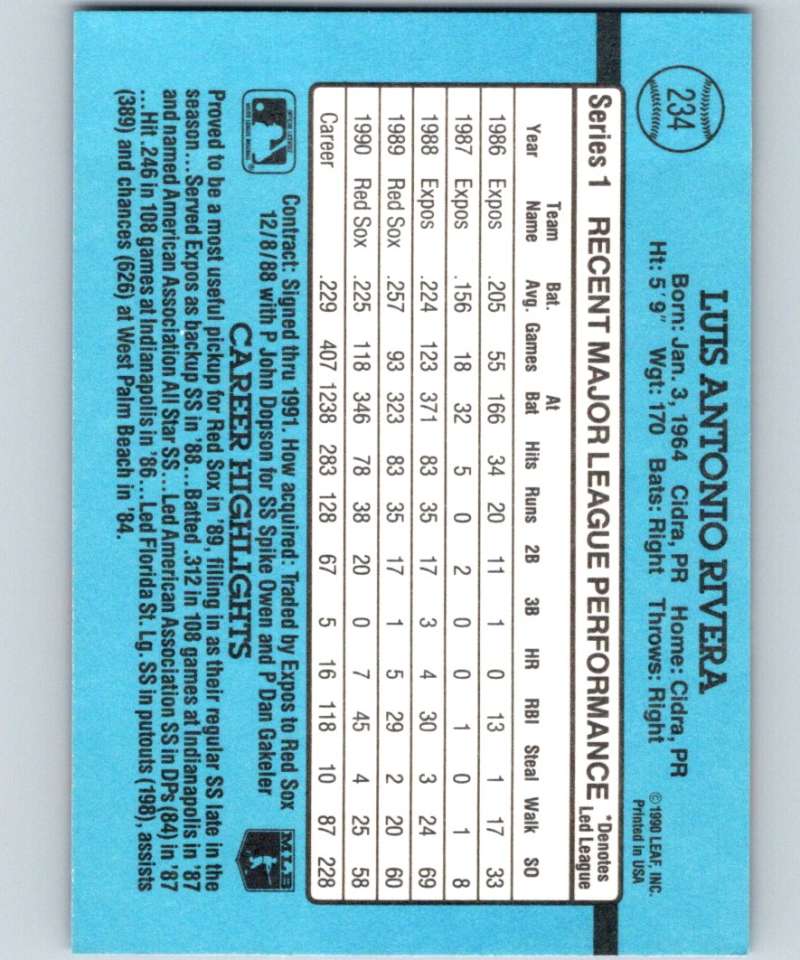 234
LUIS ANTONIO RIVERA
Born: Jan. 3, 1964 Cidra, PR Home: Cidra, PR
Ht: 5'9" Wgt: 170 Bats: Right Throws: Right
© 1990 LEAF INC.
Printed in USA
Series 1 RECENT MAJOR LEAGUE PERFORMANCE *Denotes Led League
Year Team Name Bat. Avg. Games At Bat Hits Runs 2B 3B HR RBI Steal Walk SO
1986 Expos .205 55 166 34 20 11 1 0 13 1 17 33
1987 Expos .156 18 32 5 0 2 0 0 1 0 1 8
1988 Expos .224 123 371 83 35 17 3 4 30 3 24 69
1989 Red Sox .257 93 323 83 35 17 1 5 29 2 20 60
1990 Red Sox .225 118 346 78 38 20 0 7 45 4 25 58
Career .229 407 1238 283 128 67 5 16 118 10 87 228
Contract: Signed thru 1991. How acquired: Traded by Expos to Red Sox
12/8/88 with P John Dopson for SS Spike Owen and P Dan Gakeler
MLB
CAREER HIGHLIGHTS
Proved to be a most useful pickup for Red Sox in '89, filling in as their regular SS late in the
season...Served Expos as backup SS in '88...Batted .312 in 108 games at Indianapolis in '87
and named American Association All Star SS...Led American Association SS in DPs (84) in '87
...Hit .246 in 108 games at Indianapolis in '86...Led Florida St. Lg. SS in putouts (198), assists
(389) and chances (626) at West Palm Beach in '84.